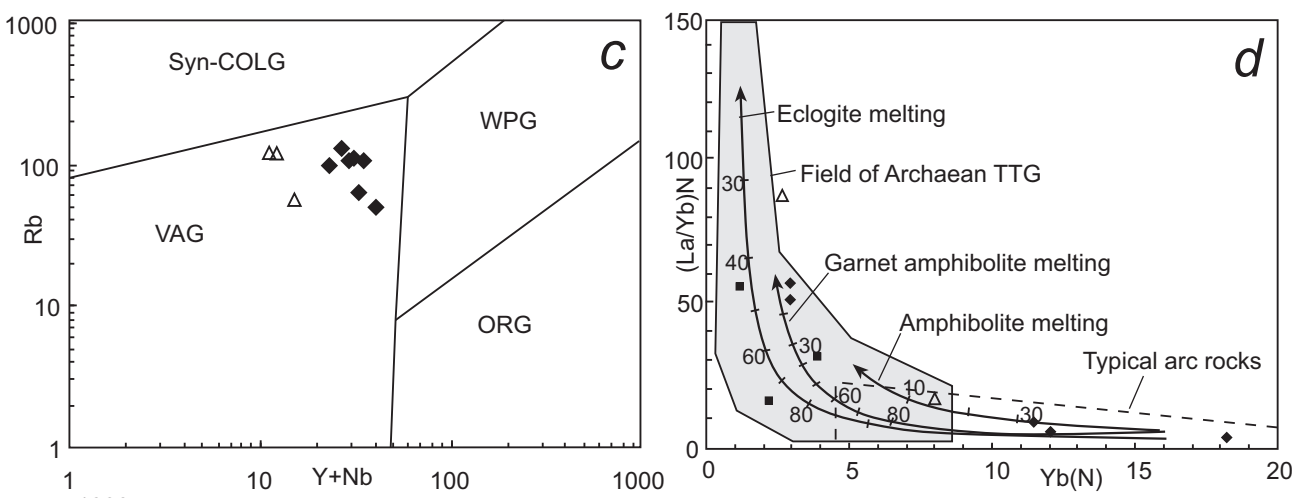 c
1000
100
10
1
Rb
Syn-COLG
WPG
VAG
ORG
1
10
Y+Nb
100
1000
d
150
100
50
0
(La/Yb)N
Eclogite melting
Field of Archaean TTG
Garnet amphibolite melting
Amphibolite melting
Typical arc rocks
30
40
60
80
30
60
80
10
30
0
5
10
Yb(N)
15
20